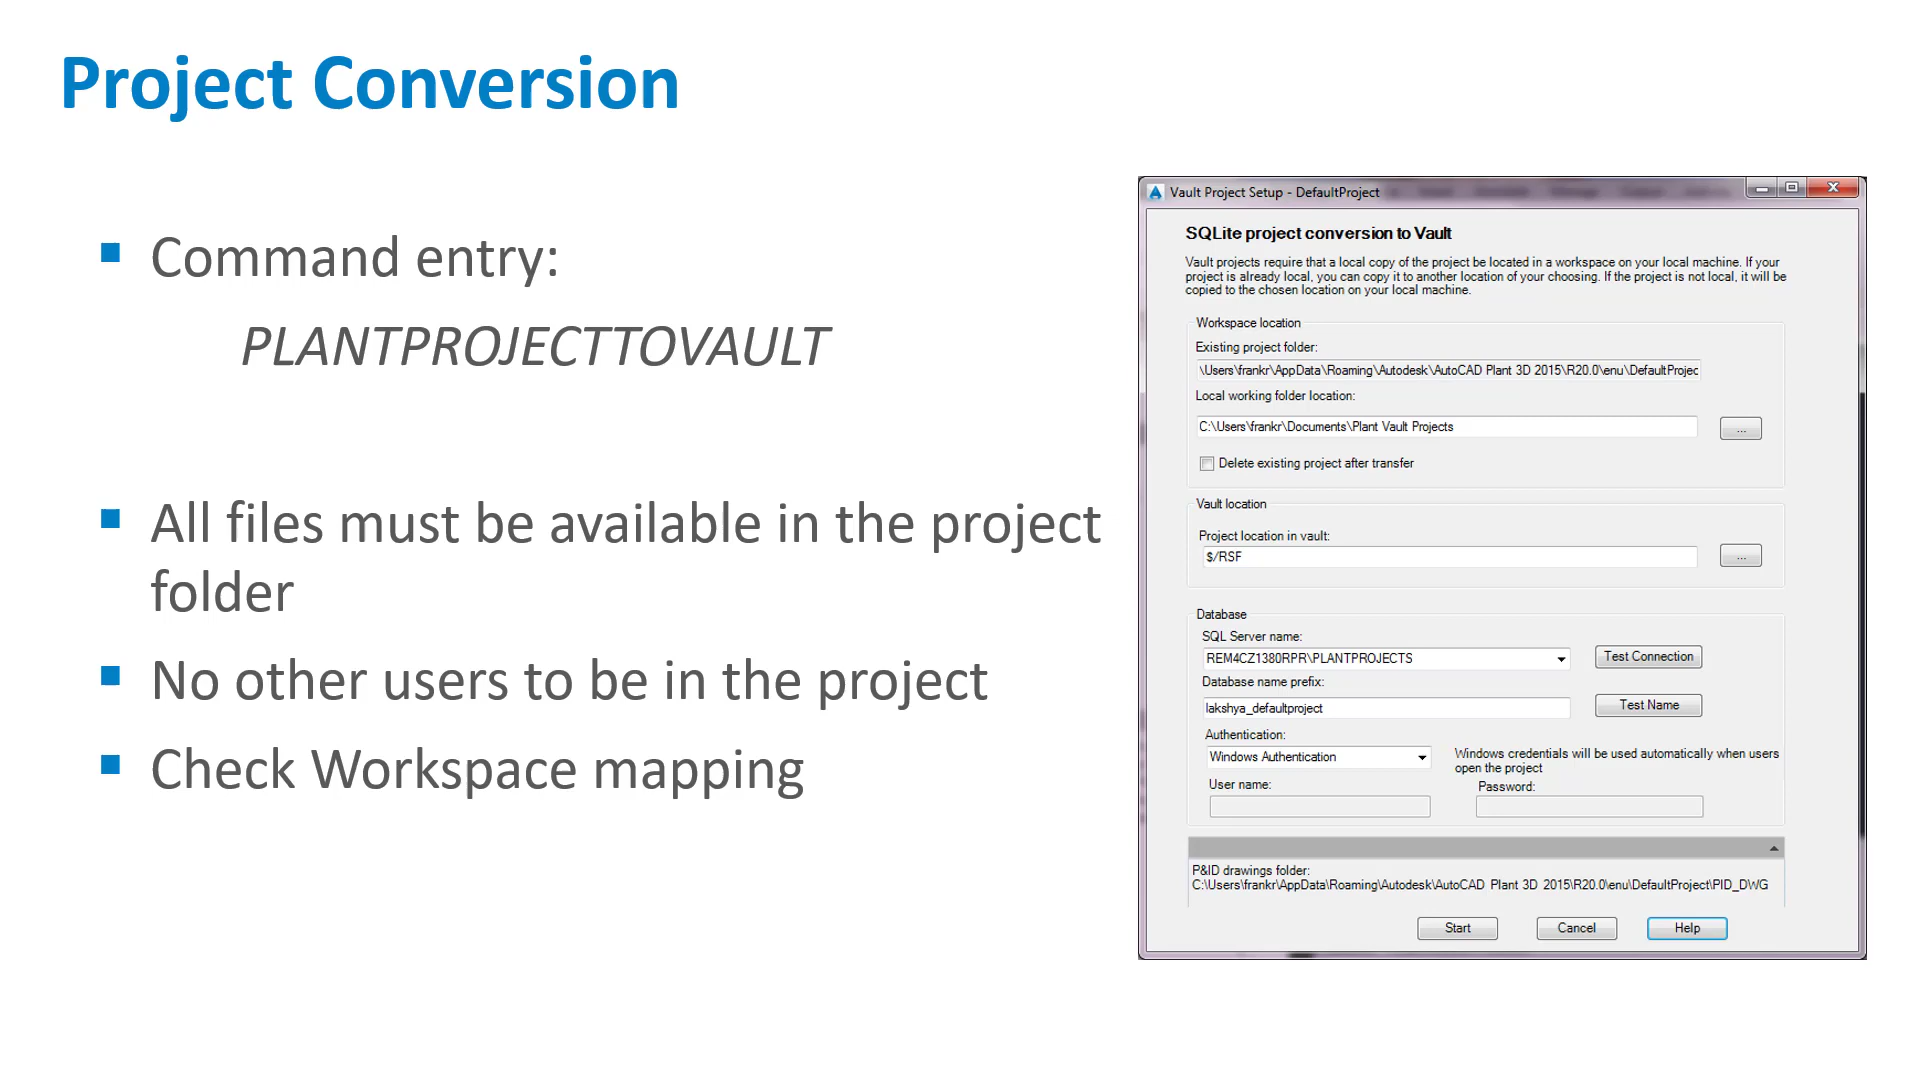 Project Conversion
Command entry:
PLANTPROJECTTOVAULT
All files must be available in the project
folder
No other users to be in the project
Check Workspace mapping
Vault Project Setup - DefaultProject
SQLite project conversion to Vault
Vault projects require that a local copy of the project be located in a workspace on your local machine. If your
project is already local, you can copy it to another location of your choosing. If the project is not local, it will be
copied to the chosen location on your local machine.
Workspace location
Existing project folder:
\Users\frankr\AppData\Roaming\Autodesk\AutoCAD Plant 3D 2015\R20.0\enu\DefaultProjec
Local working folder location:
C:\Users\frankr\Documents\Plant Vault Projects
...
Delete existing project after transfer
Vault location
Project location in vault:
$/RSF
...
Database
SQL Server name:
REM4CZ1380RPR\PLANTPROJECTS
Test Connection
Database name prefix:
lakshya_defaultproject
Test Name
Authentication:
Windows Authentication
Windows credentials will be used automatically when users
open the project
User name:
Password:
P&ID drawings folder:
C:\Users\frankr\AppData\Roaming\Autodesk\AutoCAD Plant 3D 2015\R20.0\enu\DefaultProject\PID_DWG
Start
Cancel
Help